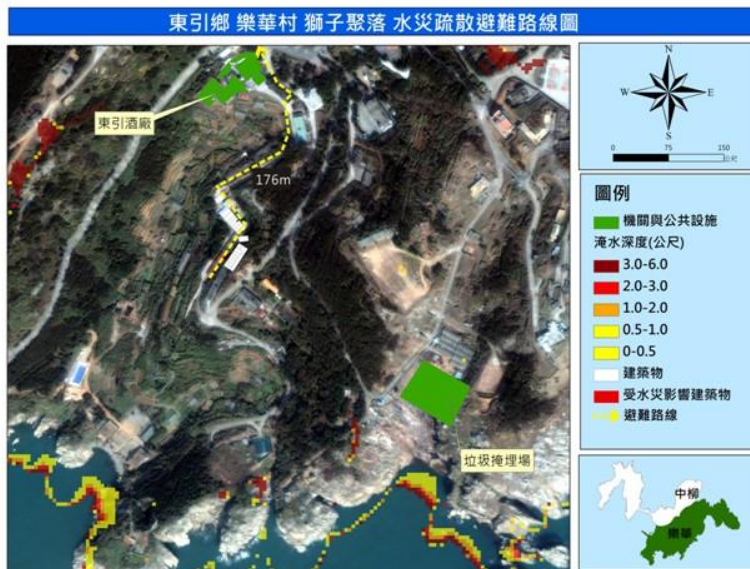 東引鄉 樂華村 獅子聚落 水災疏散避難路線圖
東引酒廠
176m
垃圾掩埋場
N
W
E
S
0 75 150
公尺
圖例
機關與公共設施
淹水深度(公尺)
3.0-6.0
2.0-3.0
1.0-2.0
0.5-1.0
0-0.5
建築物
受水災影響建築物
避難路線
中柳
樂華